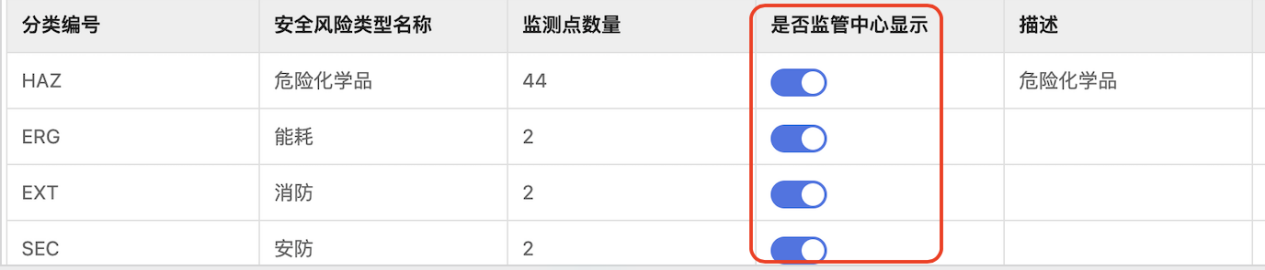 分类编号 安全风险类型名称 监测点数量 是否监管中心显示 描述
HAZ 危险化学品 44 危险化学品
ERG 能耗 2
EXT 消防 2
SEC 安防 2